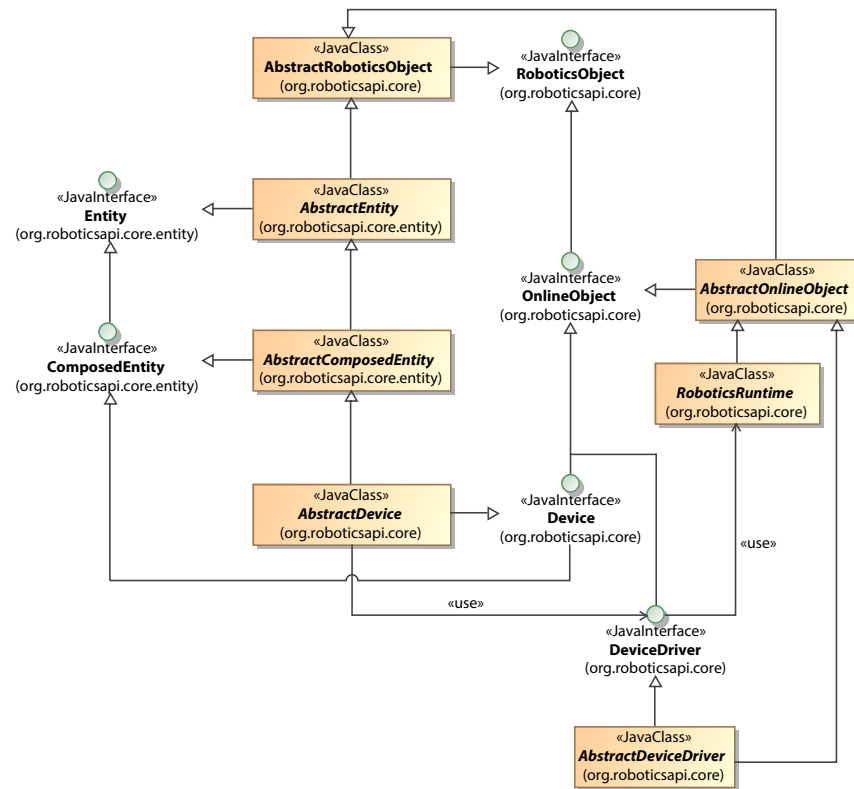 «JavaClass»
AbstractRoboticsObject
(org.roboticsapi.core)
«JavaInterface»
RoboticsObject
(org.roboticsapi.core)
«JavaInterface»
Entity
(org.roboticsapi.core.entity)
«JavaClass»
AbstractEntity
(org.roboticsapi.core.entity)
«JavaInterface»
OnlineObject
(org.roboticsapi.core)
«JavaClass»
AbstractOnlineObject
(org.roboticsapi.core)
«JavaInterface»
ComposedEntity
(org.roboticsapi.core.entity)
«JavaClass»
AbstractComposedEntity
(org.roboticsapi.core.entity)
«JavaClass»
RoboticsRuntime
(org.roboticsapi.core)
«JavaClass»
AbstractDevice
(org.roboticsapi.core)
«JavaInterface»
Device
(org.roboticsapi.core)
«use»
«use»
«JavaInterface»
DeviceDriver
(org.roboticsapi.core)
«JavaClass»
AbstractDeviceDriver
(org.roboticsapi.core)